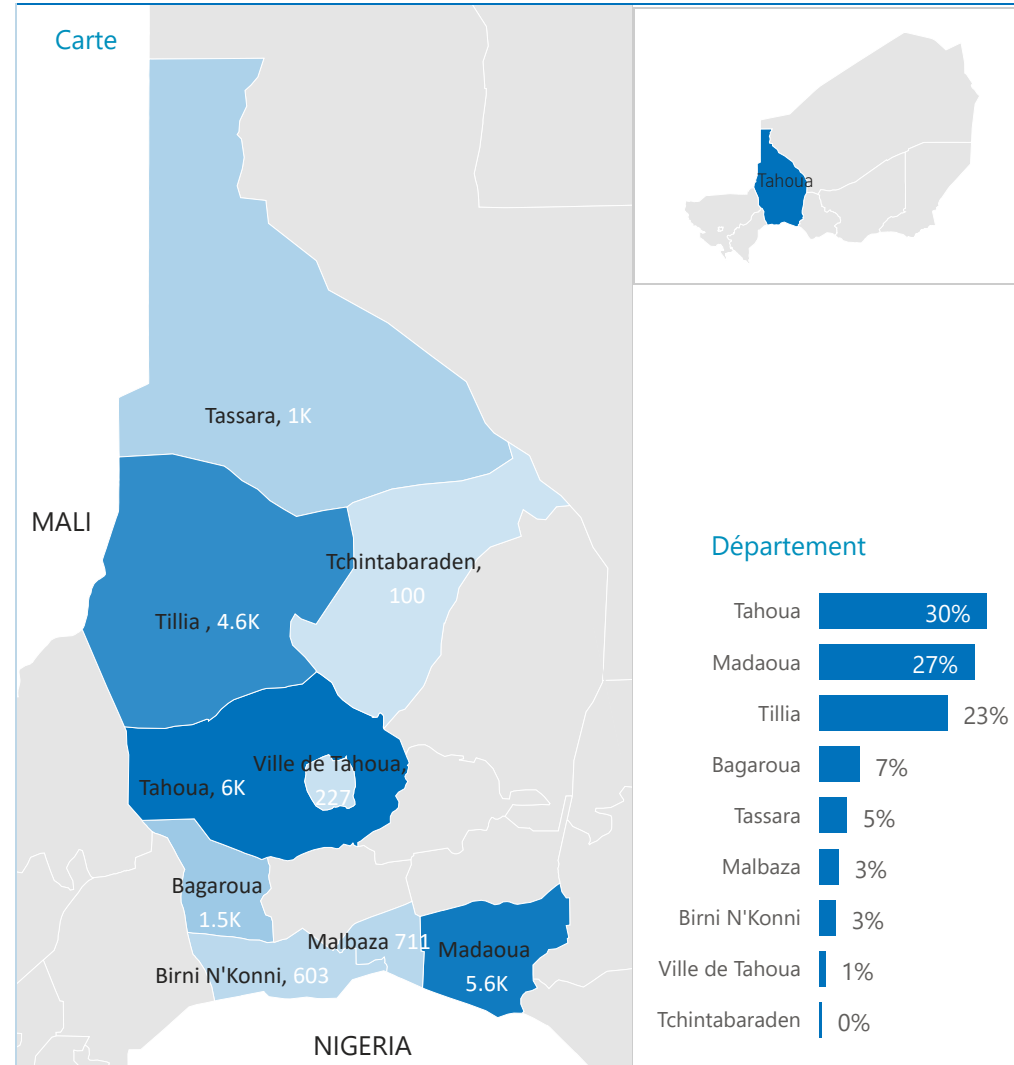 Carte
Tahoua
Tassara, 1K
MALI
Tchintabaraden,
100
Tillia , 4.6K
Ville de Tahoua,
227
Tahoua, 6K
Bagaroua
1.5K
Malbaza 711
Madaoua
5.6K
Birni N'Konni, 603
NIGERIA
Département
Tahoua 30%
Madaoua 27%
Tillia 23%
Bagaroua 7%
Tassara 5%
Malbaza 3%
Birni N'Konni 3%
Ville de Tahoua 1%
Tchintabaraden 0%